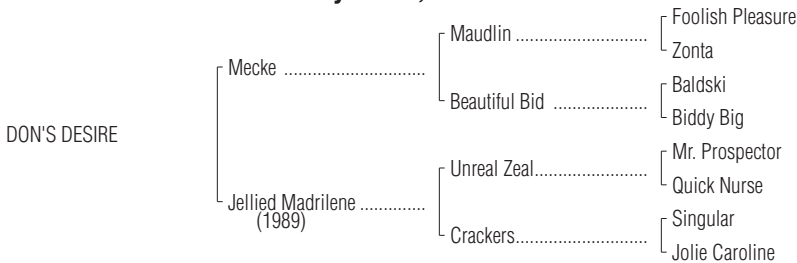 Foolish Pleasure
Maudlin ............................
Zonta
Mecke .............................
Baldski
Beautiful Bid ....................
Biddy Big
DON'S DESIRE
Mr. Prospector
Unreal Zeal........................
Quick Nurse
Jellied Madrilene ..............
(1989)
Singular
Crackers............................
Jolie Caroline